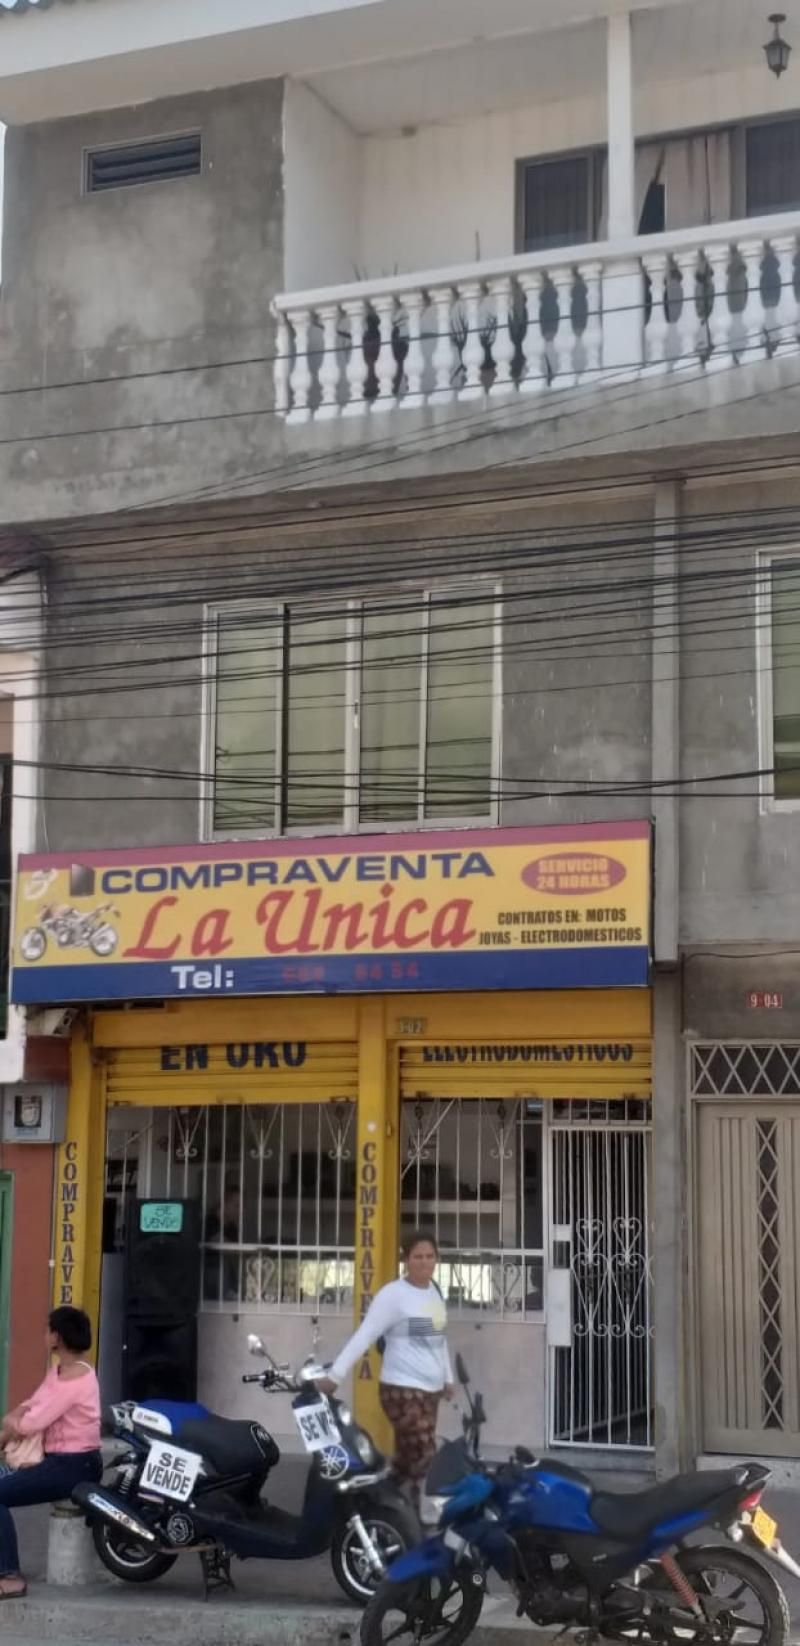 COMPRAVENTA
SERVICIO
24 HORAS
La Unica
CONTRATOS EN: MOTOS
JOYAS - ELECTRODOMESTICOS
Tel:
9-04
EN ORO
ELECTRODOMESTICOS
COMPRAVE
COMPRAVENTA
SE
VENDE
SE
VENDE
SE V